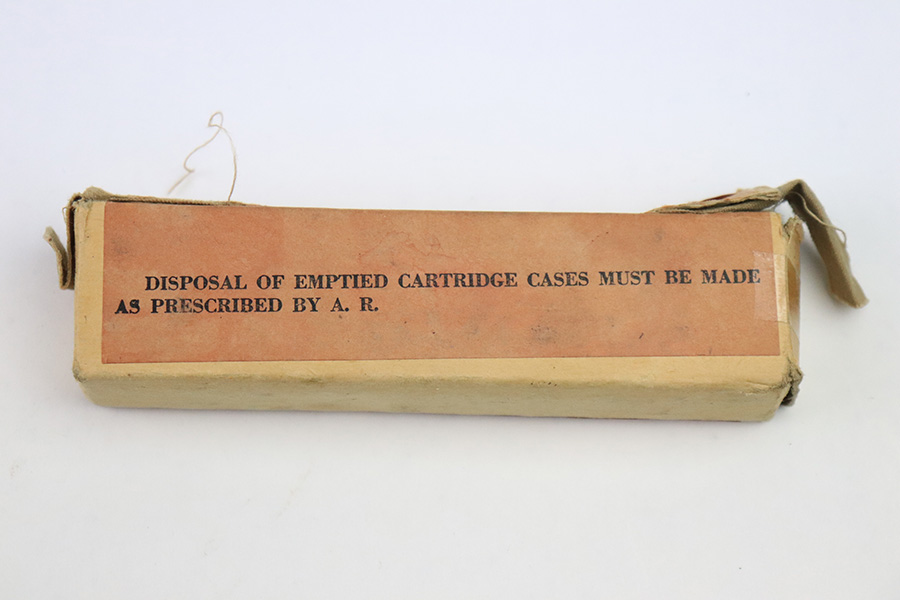 DISPOSAL OF EMPTIED CARTRIDGE CASES MUST BE MADE
AS PRESCRIBED BY A. R.